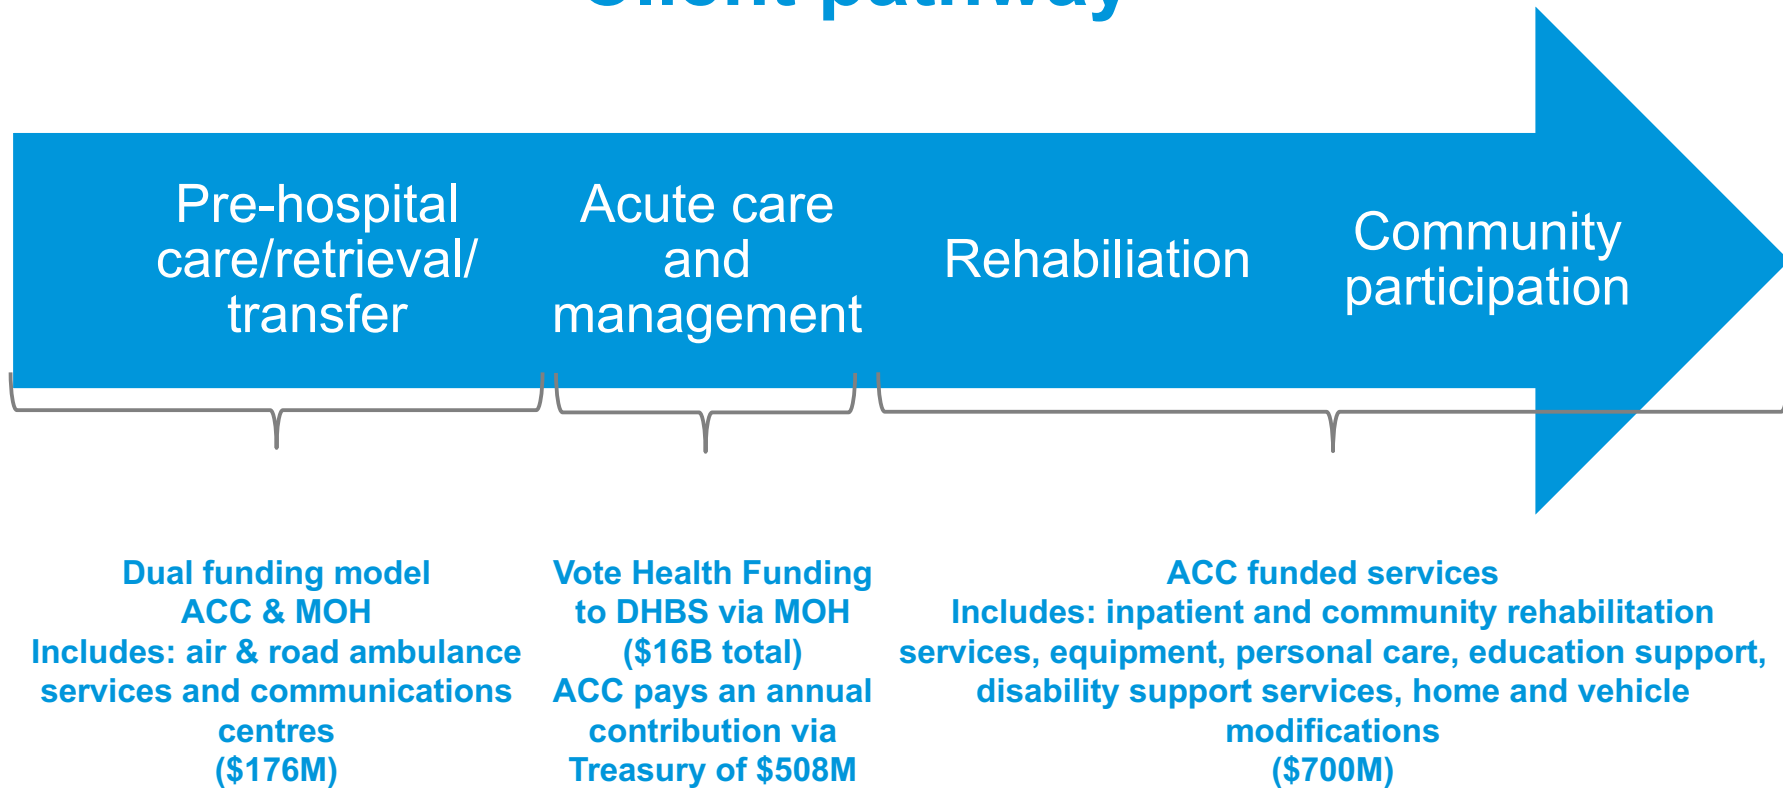 Client pathway
Pre-hospital
care/retrieval/
transfer
Acute care
and
management
Rehabiliation
Community
participation
Dual funding model
ACC & MOH
Includes: air & road ambulance
services and communications
centres
($176M)
Vote Health Funding
to DHBS via MOH
($16B total)
ACC pays an annual
contribution via
Treasury of $508M
ACC funded services
Includes: inpatient and community rehabilitation
services, equipment, personal care, education support,
disability support services, home and vehicle
modifications
($700M)